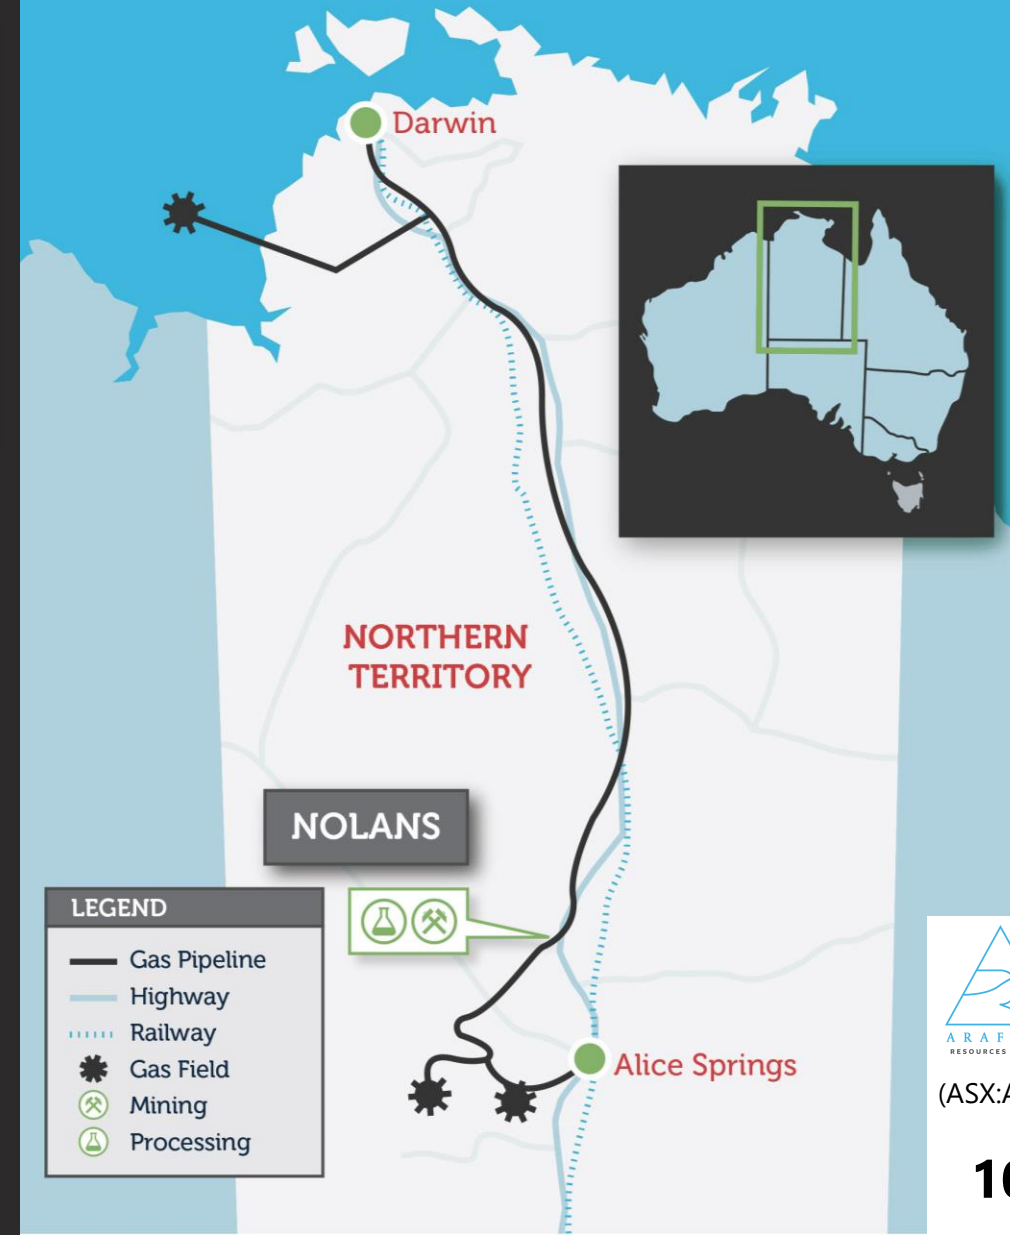 Darwin
NORTHERN
TERRITORY
NOLANS
LEGEND
Gas Pipeline
Highway
Railway
Gas Field
Mining
Processing
Alice Springs
RESOURCES